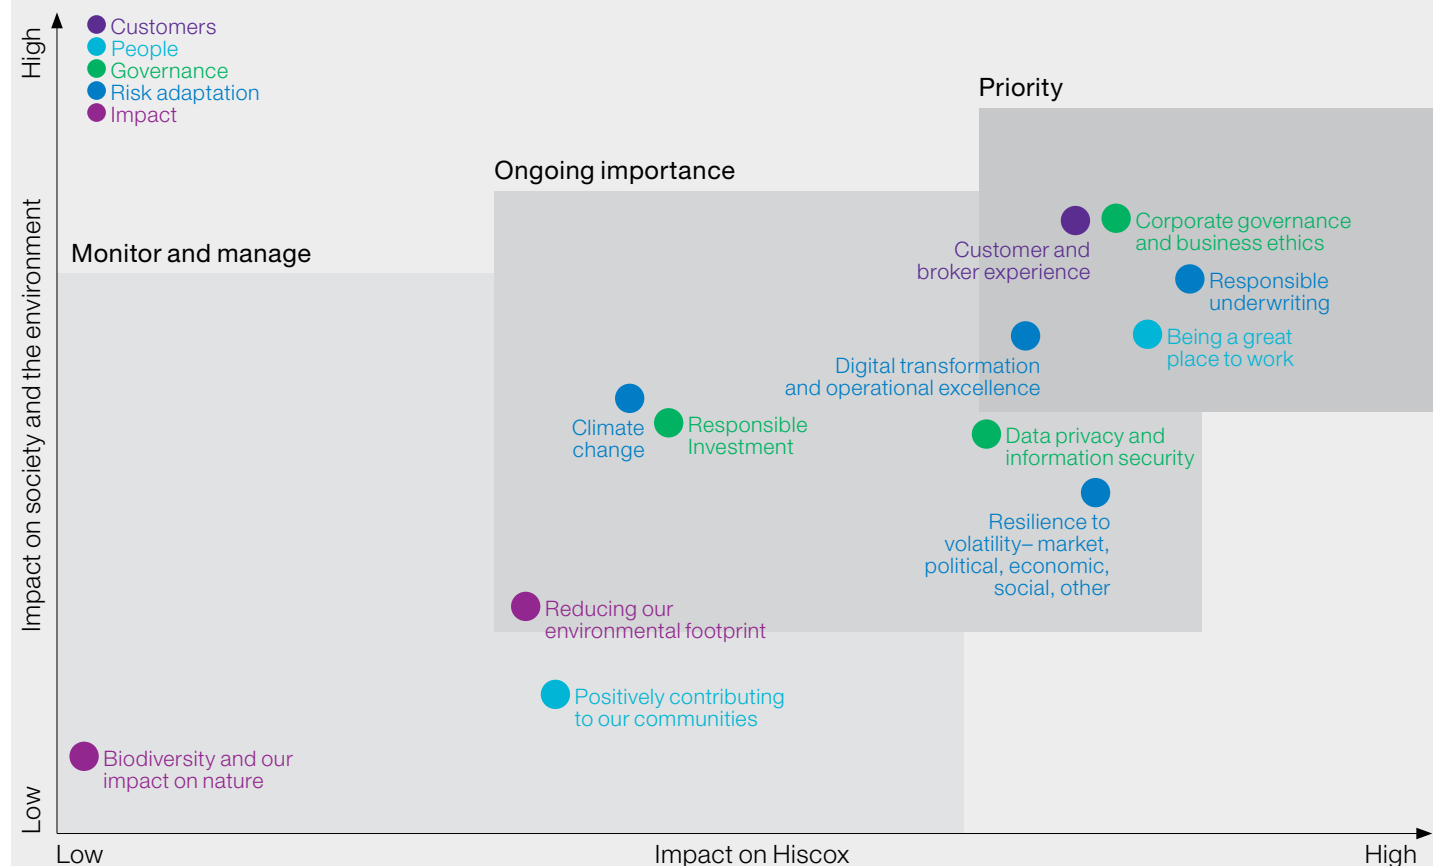 High
Customers
People
Governance
Risk adaptation
Impact
Priority
Ongoing importance
Monitor and manage
Impact on society and the environment
Customer and
broker experience
Corporate governance
and business ethics
Responsible
underwriting
Being a great
place to work
Digital transformation
and operational excellence
Climate
change
Responsible
Investment
Data privacy and
information security
Resilience to
volatility– market,
political, economic,
social, other
Reducing our
environmental footprint
Positively contributing
to our communities
Biodiversity and our
impact on nature
Low
Low
Impact on Hiscox
High